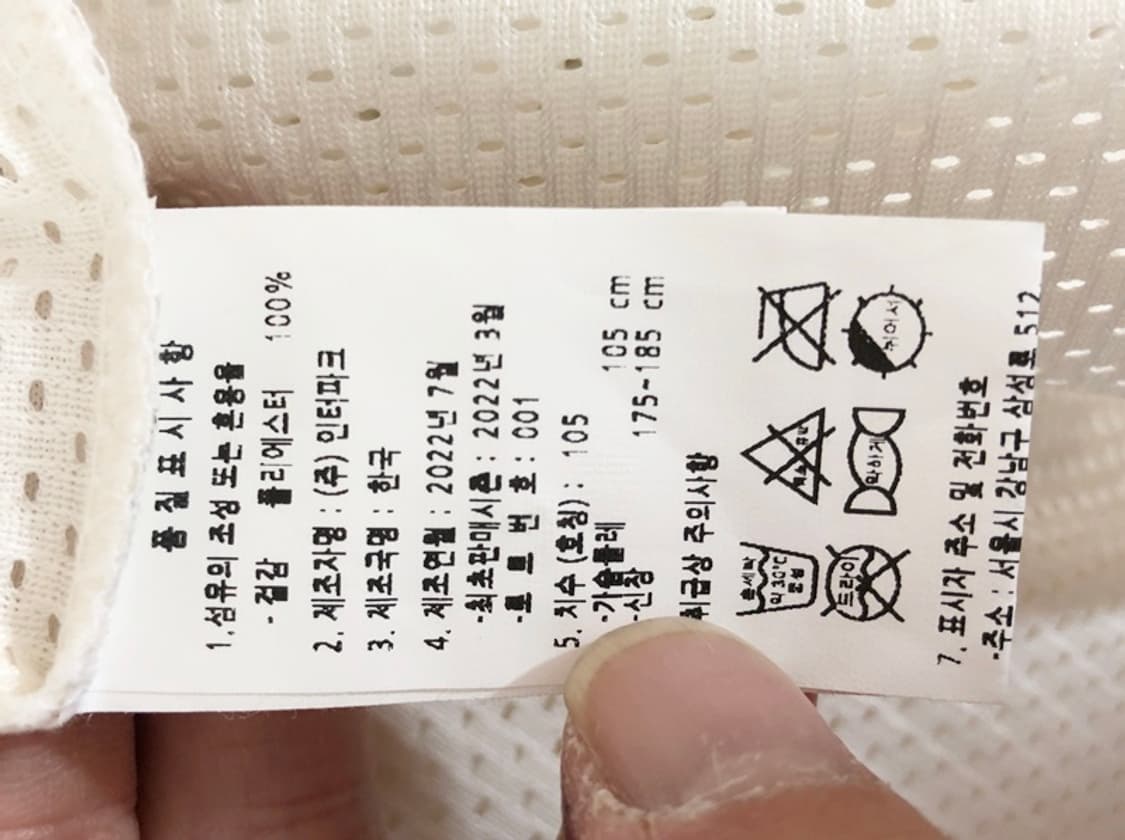 품 질 표 시 사 항
1.섬유의 조성 또는 혼용율
- 겉감 폴리에스터 100%
2. 제조자명 : (주) 인터파크
3. 제조국명 : 한국
4. 제조연월 : 2022년 7월
-최초판매시즌 : 2022년 3월
-로 트 번 호 : 001
5. 치수 (호칭) : 105
-가슴둘레 105 cm
-신장 175~185 cm
취급상 주의사항
손세탁
약 30℃
중성
드라이
약하게
뉘어서
7. 표시자 주소 및 전화번호
-주소 : 서울시 강남구 삼성로 512